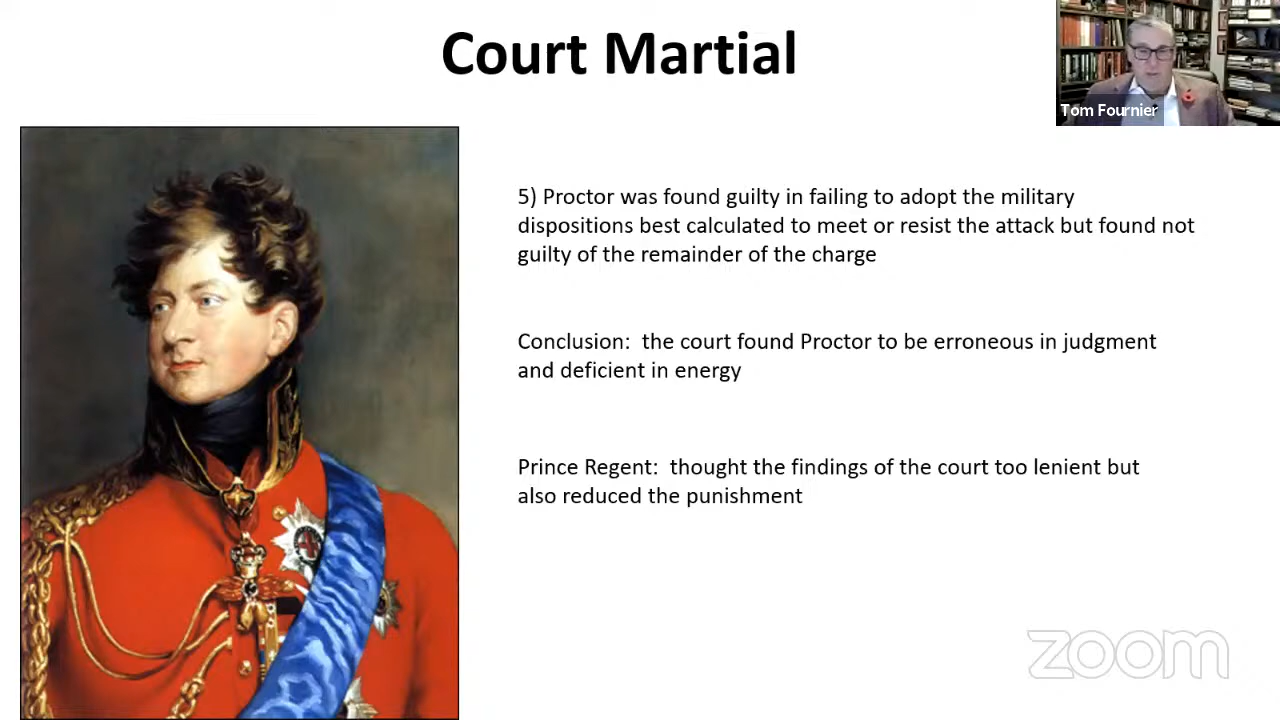 Court Martial
Tom Fournier
5) Proctor was found guilty in failing to adopt the military
dispositions best calculated to meet or resist the attack but found not
guilty of the remainder of the charge
Conclusion:  the court found Proctor to be erroneous in judgment
and deficient in energy
Prince Regent:  thought the findings of the court too lenient but
also reduced the punishment
zoom